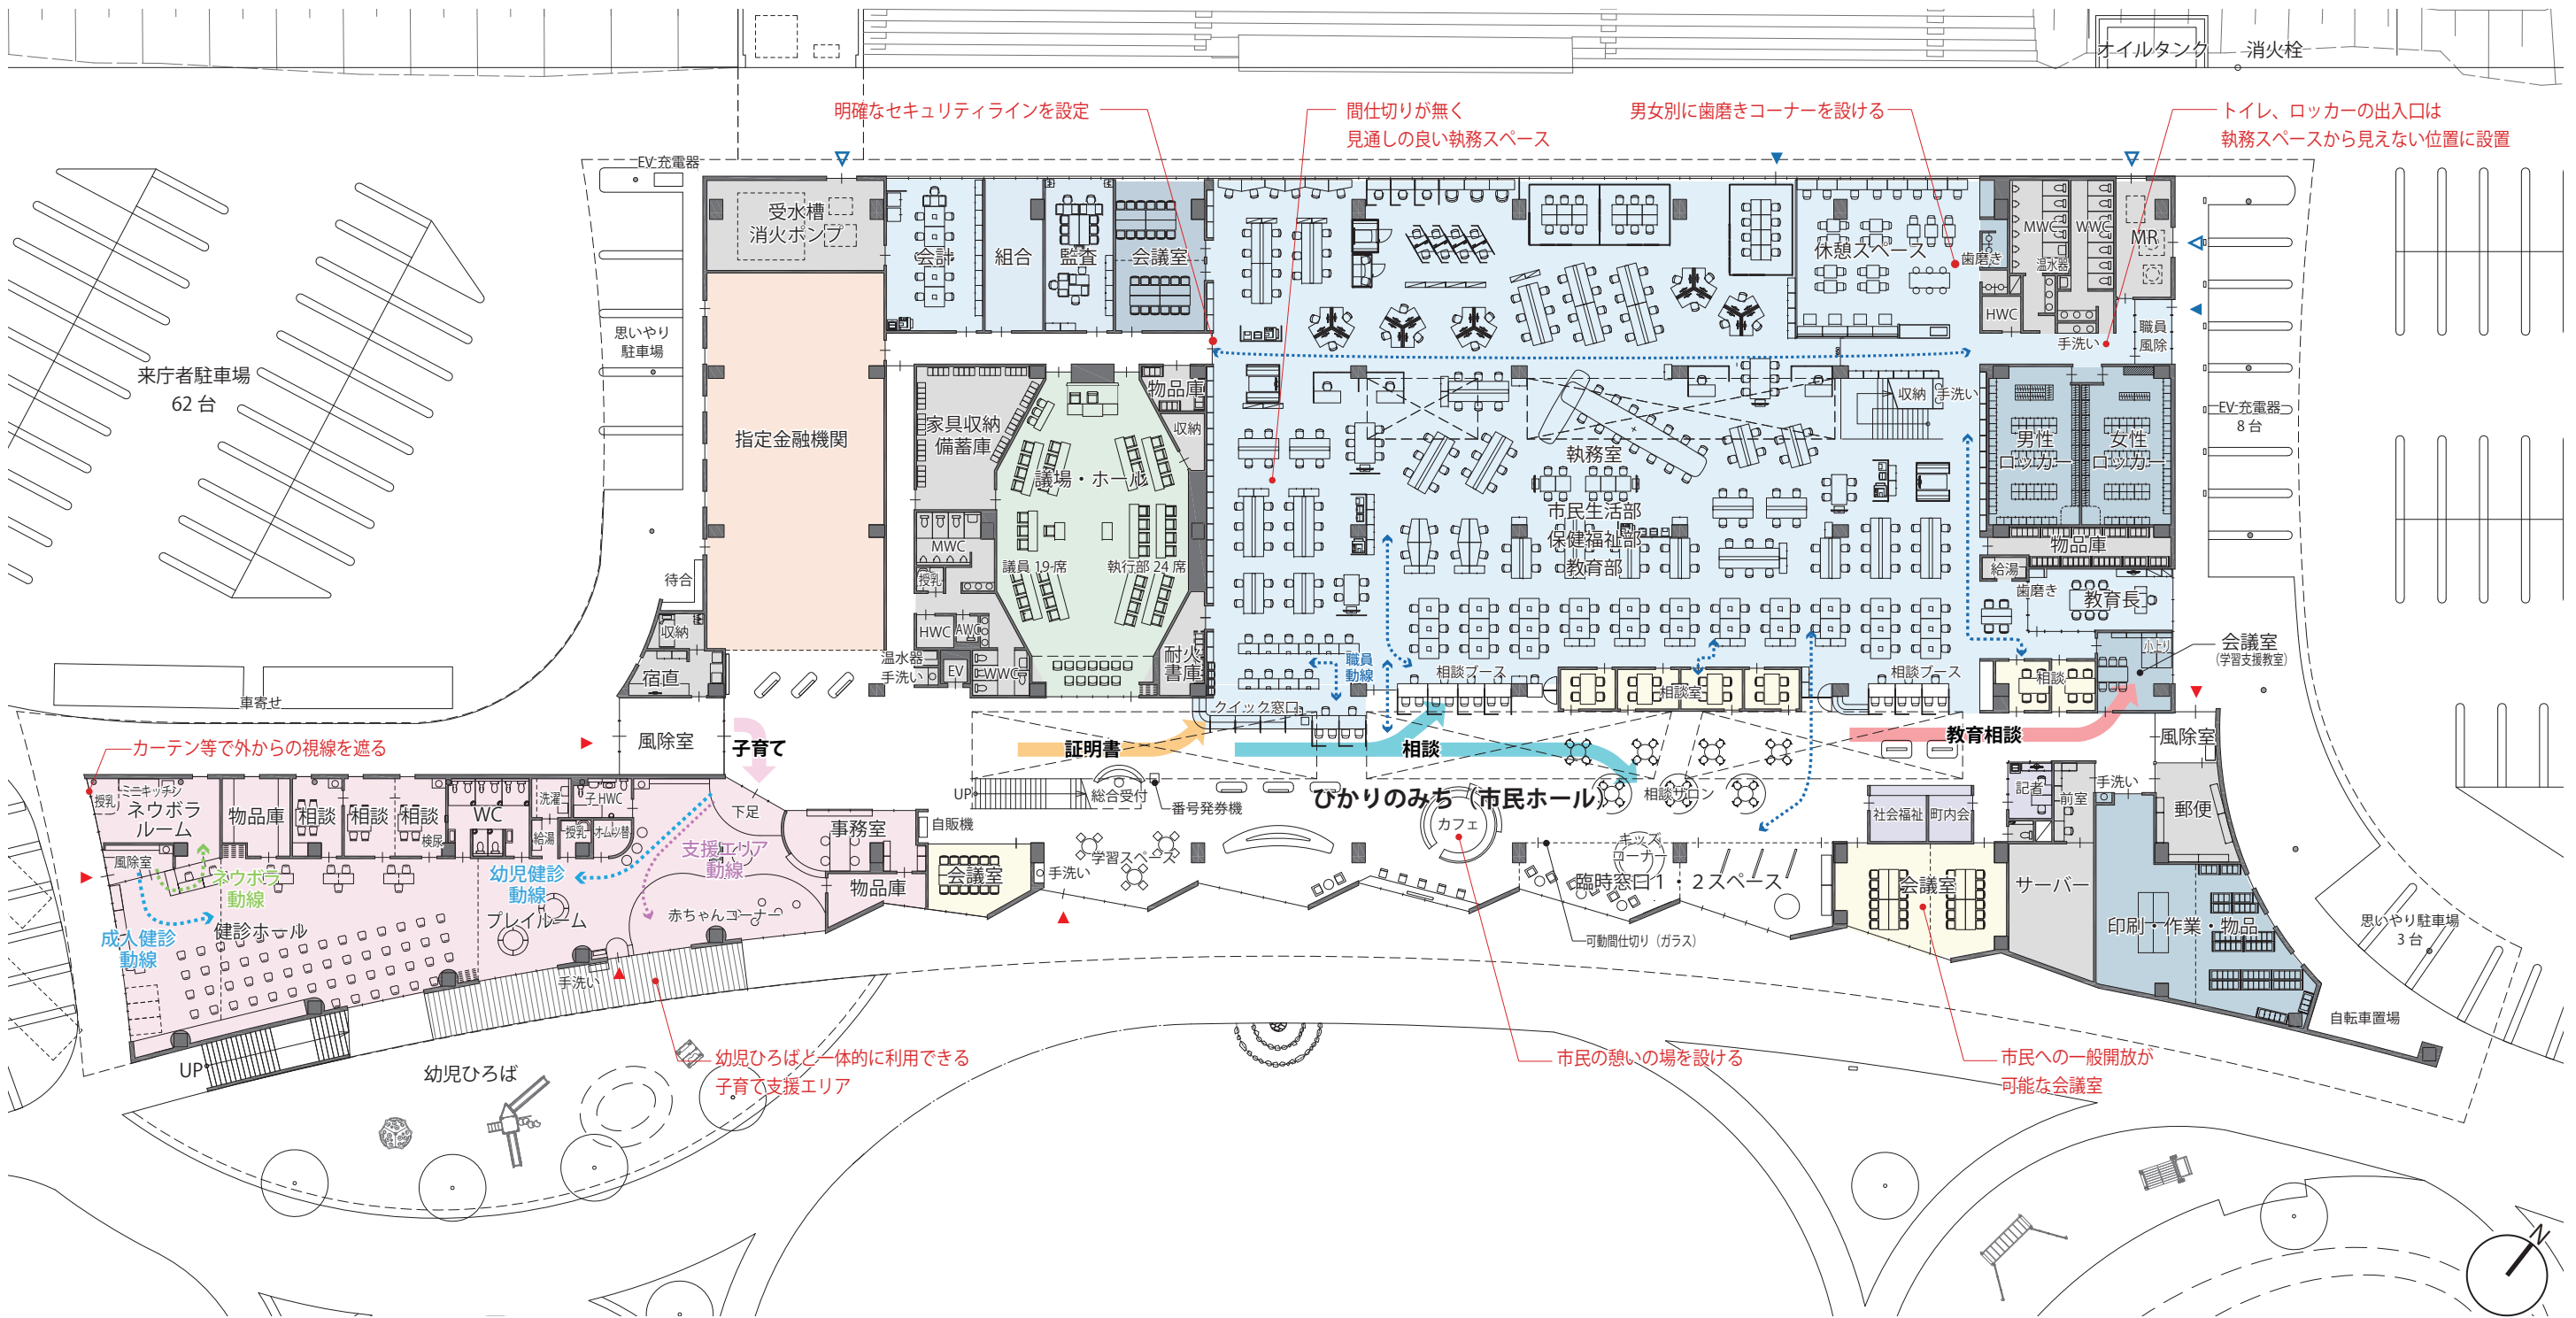 オイルタンク
消火栓
明確なセキュリティラインを設定
間仕切りが無く
見通しの良い執務スペース
男女別に歯磨きコーナーを設ける
トイレ、ロッカーの出入口は
執務スペースから見えない位置に設置
EV 充電器
受水槽
消火ポンプ
会計
組合
監査
会議室
休憩スペース
歯磨き
MWC
WWC
MR
温水器
HWC
手洗い
職員
風除
思いやり
駐車場
来庁者駐車場
62 台
指定金融機関
家具収納
備蓄庫
物品庫
収納
議場・ホール
議員 19 席
執行部 24 席
MWC
授乳
HWC
AWC
EV
WWC
温水器
手洗い
耐火
書庫
収納
手洗い
執務室
市民生活部
保健福祉部
教育部
男性
ロッカー
女性
ロッカー
EV 充電器
8 台
物品庫
給湯
歯磨き
教育長
小上り
会議室
(学習支援教室)
待合
収納
宿直
車寄せ
風除室
子育て
クイック窓口
職員
動線
相談ブース
相談室
相談ブース
相談
証明書
相談
教育相談
風除室
カーテン等で外からの視線を遮る
授乳
ミニキッチン
ネウボラ
ルーム
物品庫
相談
相談
相談
検尿
WC
洗濯
子 HWC
給湯
授乳
オムツ替
下足
事務室
物品庫
自販機
UP
総合受付
番号発券機
ひかりのみち（市民ホール）
相談サロン
カフェ
キッズ
コーナー
社会福祉
町内会
記者
前室
手洗い
郵便
風除室
ネウボラ
動線
幼児健診
動線
支援エリア
動線
成人健診
動線
健診ホール
プレイルーム
赤ちゃんコーナー
手洗い
会議室
手洗い
学習スペース
臨時窓口１・２スペース
可動間仕切り（ガラス）
会議室
サーバー
印刷・作業・物品
思いやり駐車場
3 台
自転車置場
UP
幼児ひろば
幼児ひろばと一体的に利用できる
子育て支援エリア
市民の憩いの場を設ける
市民への一般開放が
可能な会議室
N